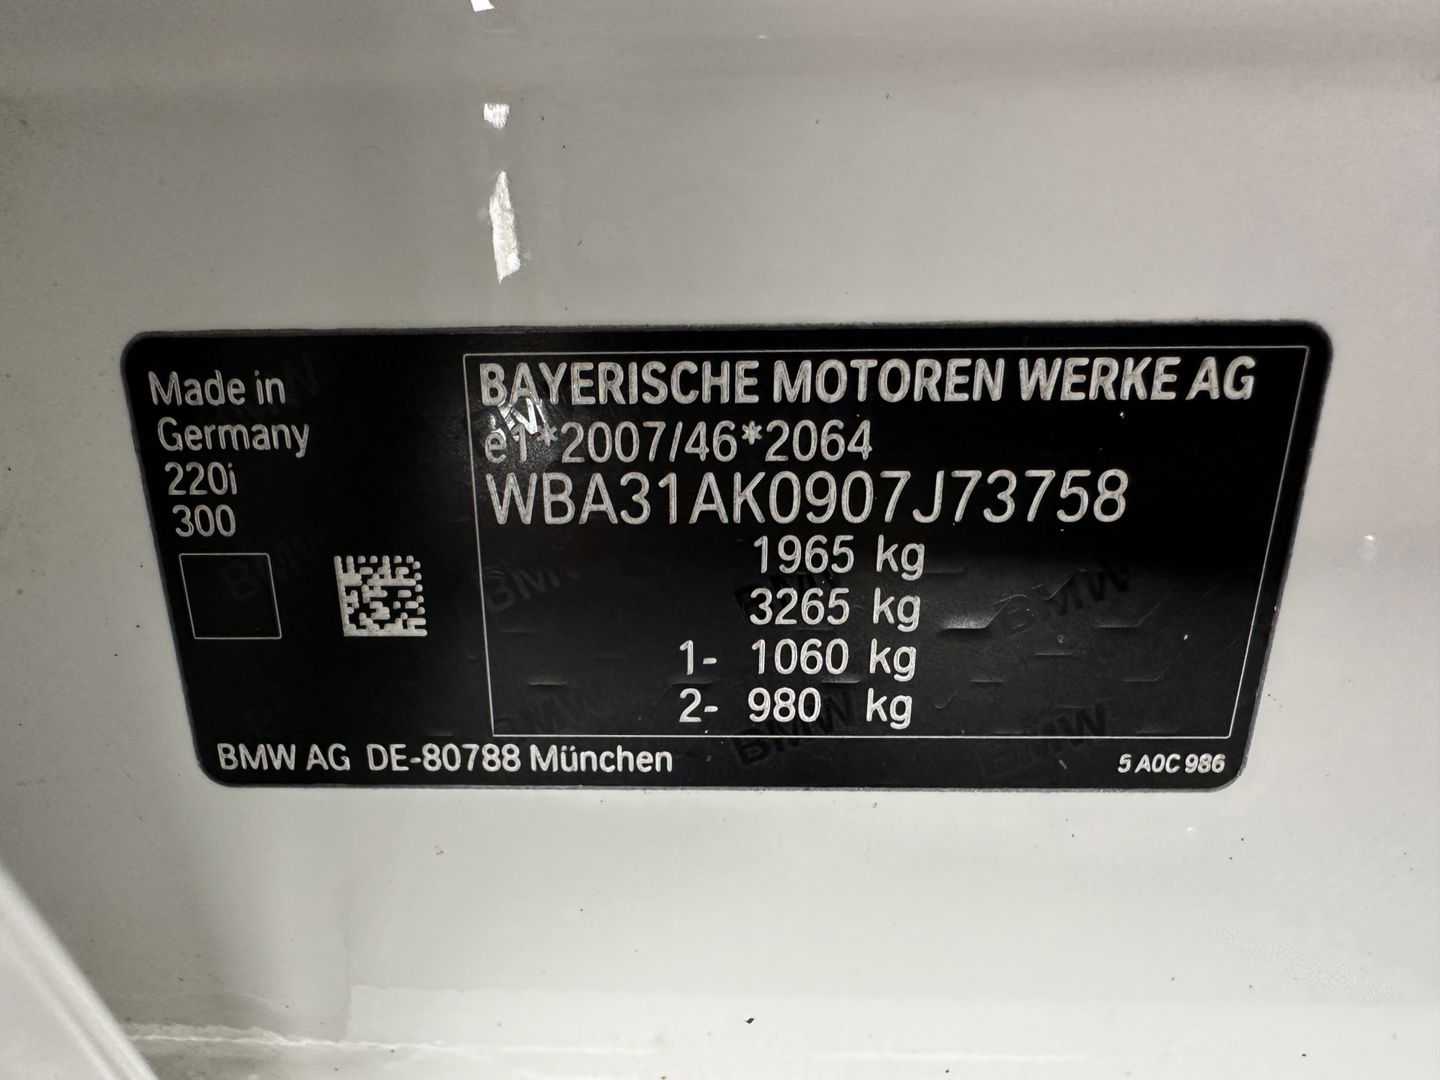 Made in
Germany
220i
300
BAYERISCHE MOTOREN WERKE AG
e1*2007/46*2064
WBA31AK0907J73758
1965 kg
3265 kg
1- 1060 kg
2- 980 kg
BMW AG DE-80788 München
5 A0C 986